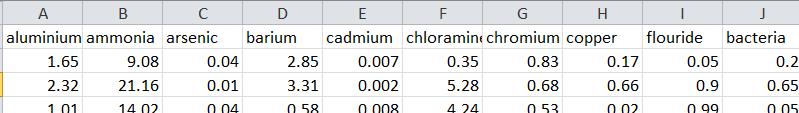 A B C D E F G H I J
aluminium ammonia arsenic barium cadmium chloramine chromium copper flouride bacteria
1.65 9.08 0.04 2.85 0.007 0.35 0.83 0.17 0.05 0.2
2.32 21.16 0.01 3.31 0.002 5.28 0.68 0.66 0.9 0.65
1.01 14.02 0.04 0.58 0.008 4.24 0.53 0.02 0.99 0.05